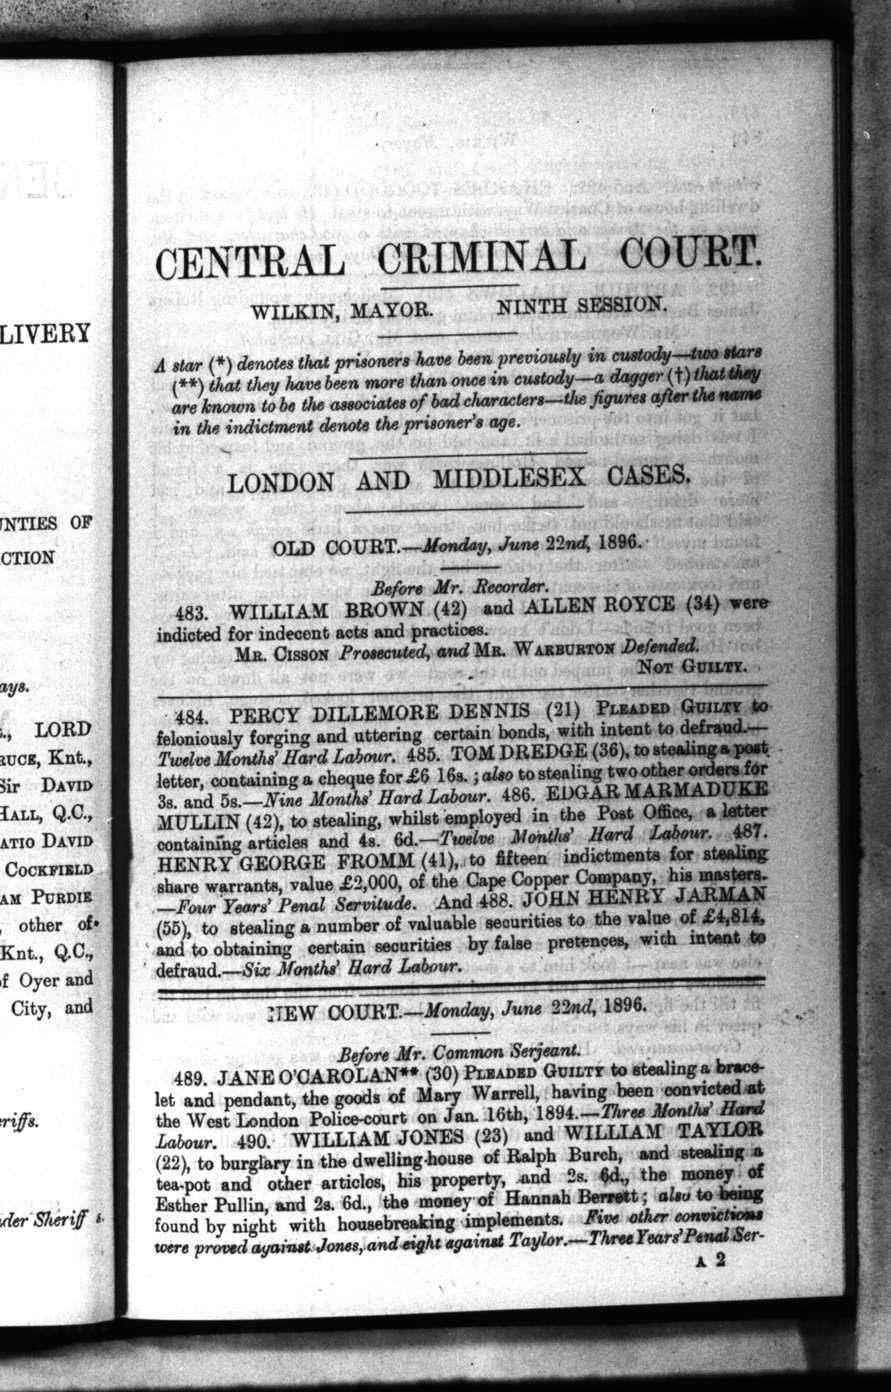 LIVERY
NTIES OF
CTION
ays.
LORD
RUCE, Knt.,
Sir DAVID
HALL, Q.C.,
ATIO DAVID
COCKFIELD
AM PURDIE
, other of
Knt., Q.C.,
of Oyer and
City, and
riffs.
der Sheriff
CENTRAL CRIMINAL COURT.
WILKIN, MAYOR. NINTH SESSION.
A star (*) denotes that prisoners have been previously in custody—two stars
(**) that they have been more than once in custody—a dagger (†) that they
are known to be the associates of bad characters—the figures after the name
in the indictment denote the prisoner's age.
LONDON AND MIDDLESEX CASES.
OLD COURT.—Monday, June 22nd, 1896.
Before Mr. Recorder.
483. WILLIAM BROWN (42) and ALLEN ROYCE (34) were
indicted for indecent acts and practices.
MR. CISSON Prosecuted, and MR. WARBURTON Defended.
NOT GUILTY.
484. PERCY DILLEMORE DENNIS (21) PLEADED GUILTY to
feloniously forging and uttering certain bonds, with intent to defraud.—
Twelve Months' Hard Labour. 485. TOM DREDGE (36), to stealing a post
letter, containing a cheque for £6 16s. ; also to stealing two other orders for
3s. and 5s.—Nine Months' Hard Labour. 486. EDGAR MARMADUKE
MULLIN (42), to stealing, whilst employed in the Post Office, a letter
containing articles and 4s. 6d.—Twelve Months' Hard Labour. 487.
HENRY GEORGE FROMM (41), to fifteen indictments for stealing
share warrants, value £2,000, of the Cape Copper Company, his masters.
—Four Years' Penal Servitude. And 488. JOHN HENRY JARMAN
(55), to stealing a number of valuable securities to the value of £4,814,
and to obtaining certain securities by false pretences, with intent to
defraud.—Six Months' Hard Labour.
NEW COURT.—Monday, June 22nd, 1896.
Before Mr. Common Serjeant.
489. JANE O'CAROLAN** (30) PLEADED GUILTY to stealing a brace-
let and pendant, the goods of Mary Warrell, having been convicted at
the West London Police-court on Jan. 16th, 1894.—Three Months' Hard
Labour. 490. WILLIAM JONES (23) and WILLIAM TAYLOR
(22), to burglary in the dwelling-house of Ralph Burch, and stealing a
tea-pot and other articles, his property, and 2s. 6d., the money of
Esther Pullin, and 2s. 6d., the money of Hannah Berrett ; also to being
found by night with housebreaking implements. Five other convictions
were proved against Jones, and eight against Taylor.—Three Years' Penal Ser-
A 2